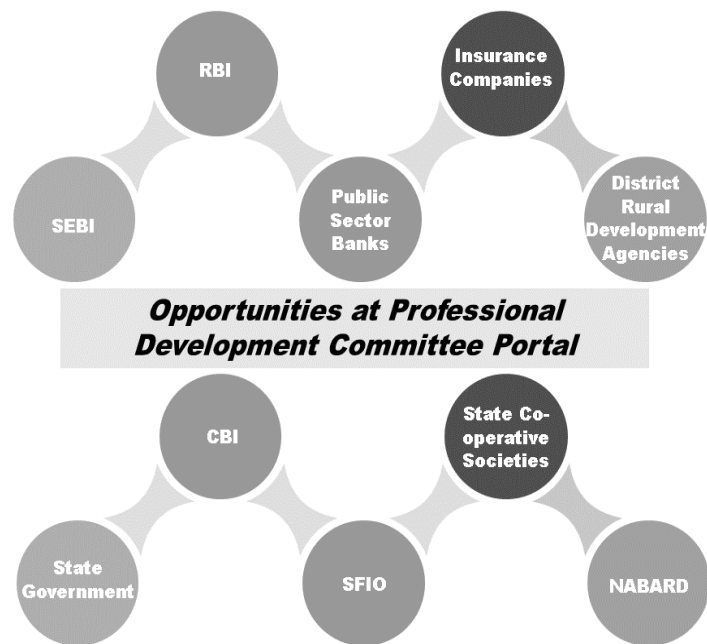 RBI
Insurance
Companies
SEBI
Public
Sector
Banks
District
Rural
Development
Agencies
Opportunities at Professional
Development Committee Portal
CBI
State Co-
operative
Societies
State
Government
SFIO
NABARD